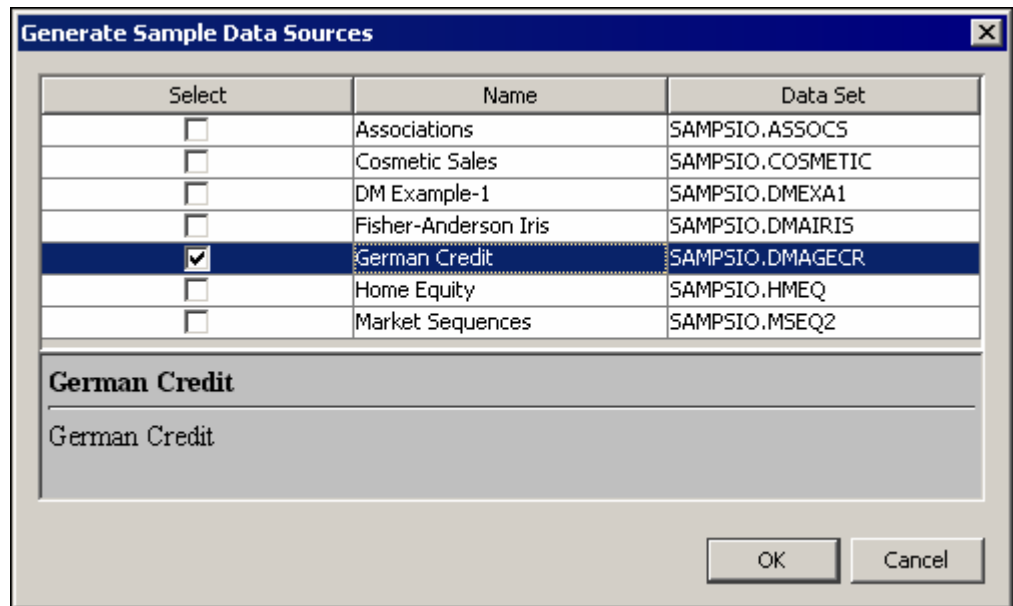 Generate Sample Data Sources
Select Name Data Set
Associations SAMPSIO.ASSOCS
Cosmetic Sales SAMPSIO.COSMETIC
DM Example-1 SAMPSIO.DMEXA1
Fisher-Anderson Iris SAMPSIO.DMAIRIS
German Credit SAMPSIO.DMAGECR
Home Equity SAMPSIO.HMEQ
Market Sequences SAMPSIO.MSEQ2
German Credit
German Credit
OK Cancel